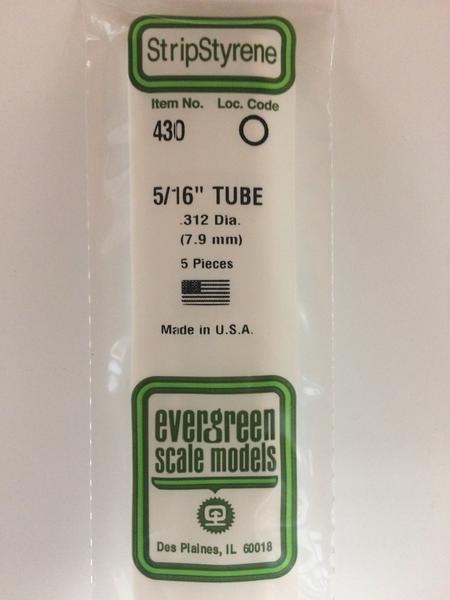 StripStyrene
Item No. Loc. Code
430 O
5/16" TUBE
.312 Dia.
(7.9 mm)
5 Pieces
Made in U.S.A.
evergreen
scale models
Des Plaines, IL 60018